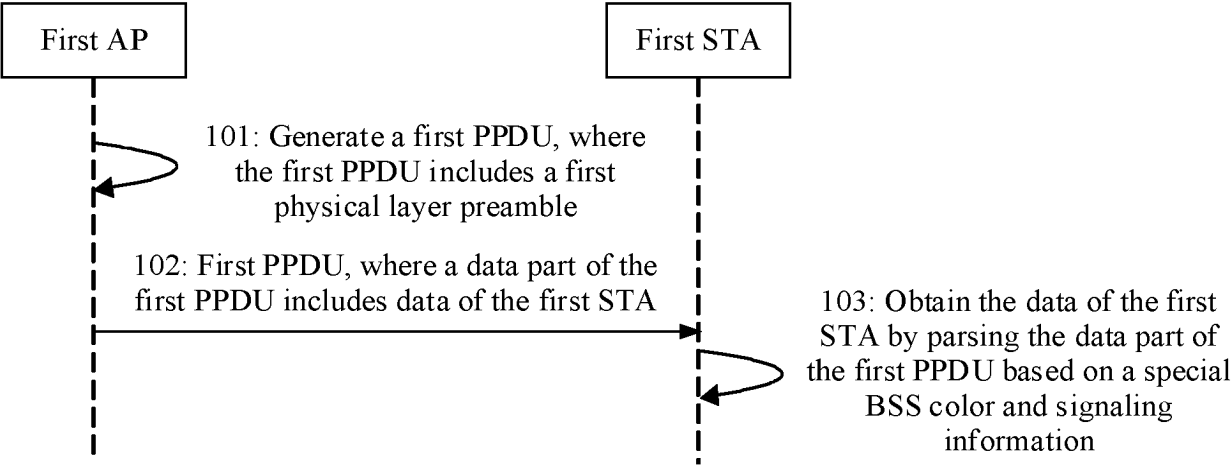 First AP
First STA
101: Generate a first PPDU, where
the first PPDU includes a first
physical layer preamble
102: First PPDU, where a data part of the
first PPDU includes data of the first STA
103: Obtain the data of the first
STA by parsing the data part of
the first PPDU based on a special
BSS color and signaling
information